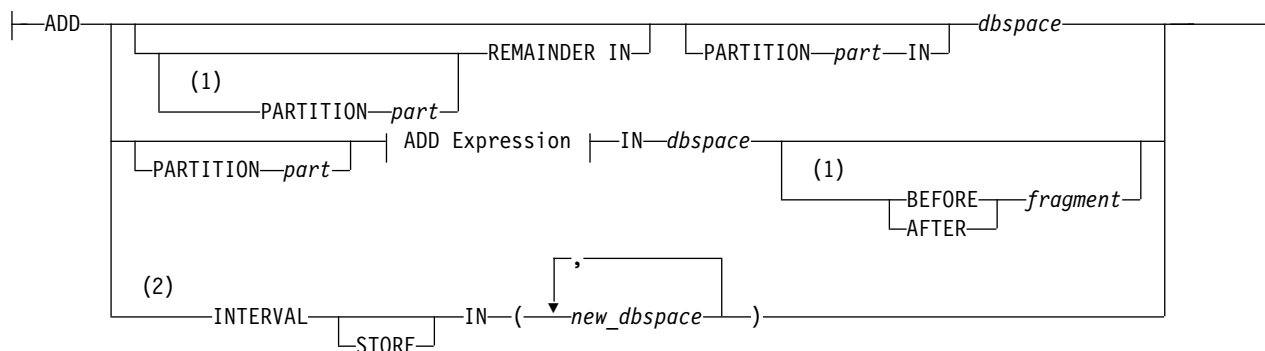 ADD dbspace
REMAINDER IN PARTITION part IN
(1)
PARTITION part
ADD Expression IN dbspace
PARTITION part (1)
BEFORE fragment
AFTER
,
(2)
INTERVAL IN ( new_dbspace )
STORE